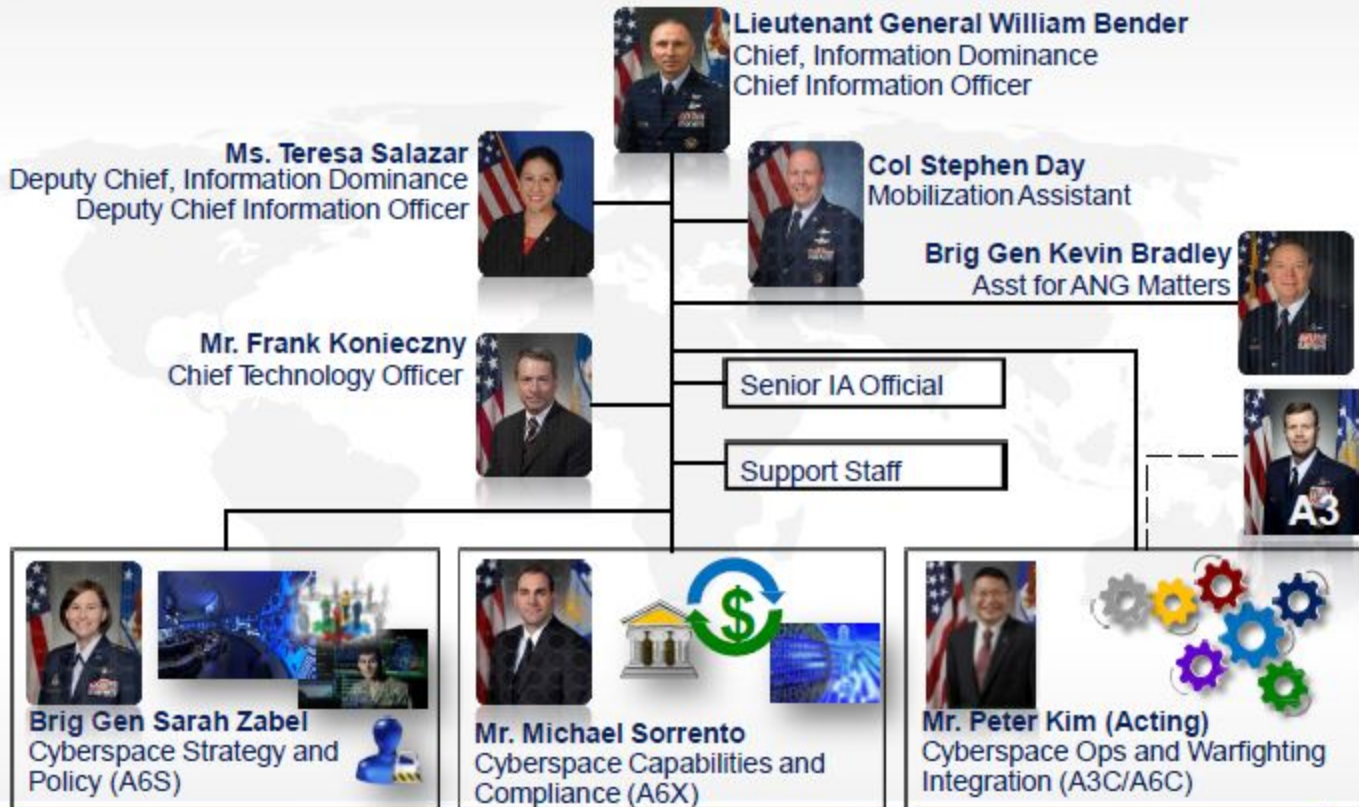 Lieutenant General William Bender
Chief, Information Dominance
Chief Information Officer
Ms. Teresa Salazar
Deputy Chief, Information Dominance
Deputy Chief Information Officer
Col Stephen Day
Mobilization Assistant
Brig Gen Kevin Bradley
Asst for ANG Matters
Mr. Frank Konieczny
Chief Technology Officer
Senior IA Official
Support Staff
A3
$
Brig Gen Sarah Zabel
Cyberspace Strategy and
Policy (A6S)
Mr. Michael Sorrento
Cyberspace Capabilities and
Compliance (A6X)
Mr. Peter Kim (Acting)
Cyberspace Ops and Warfighting
Integration (A3C/A6C)